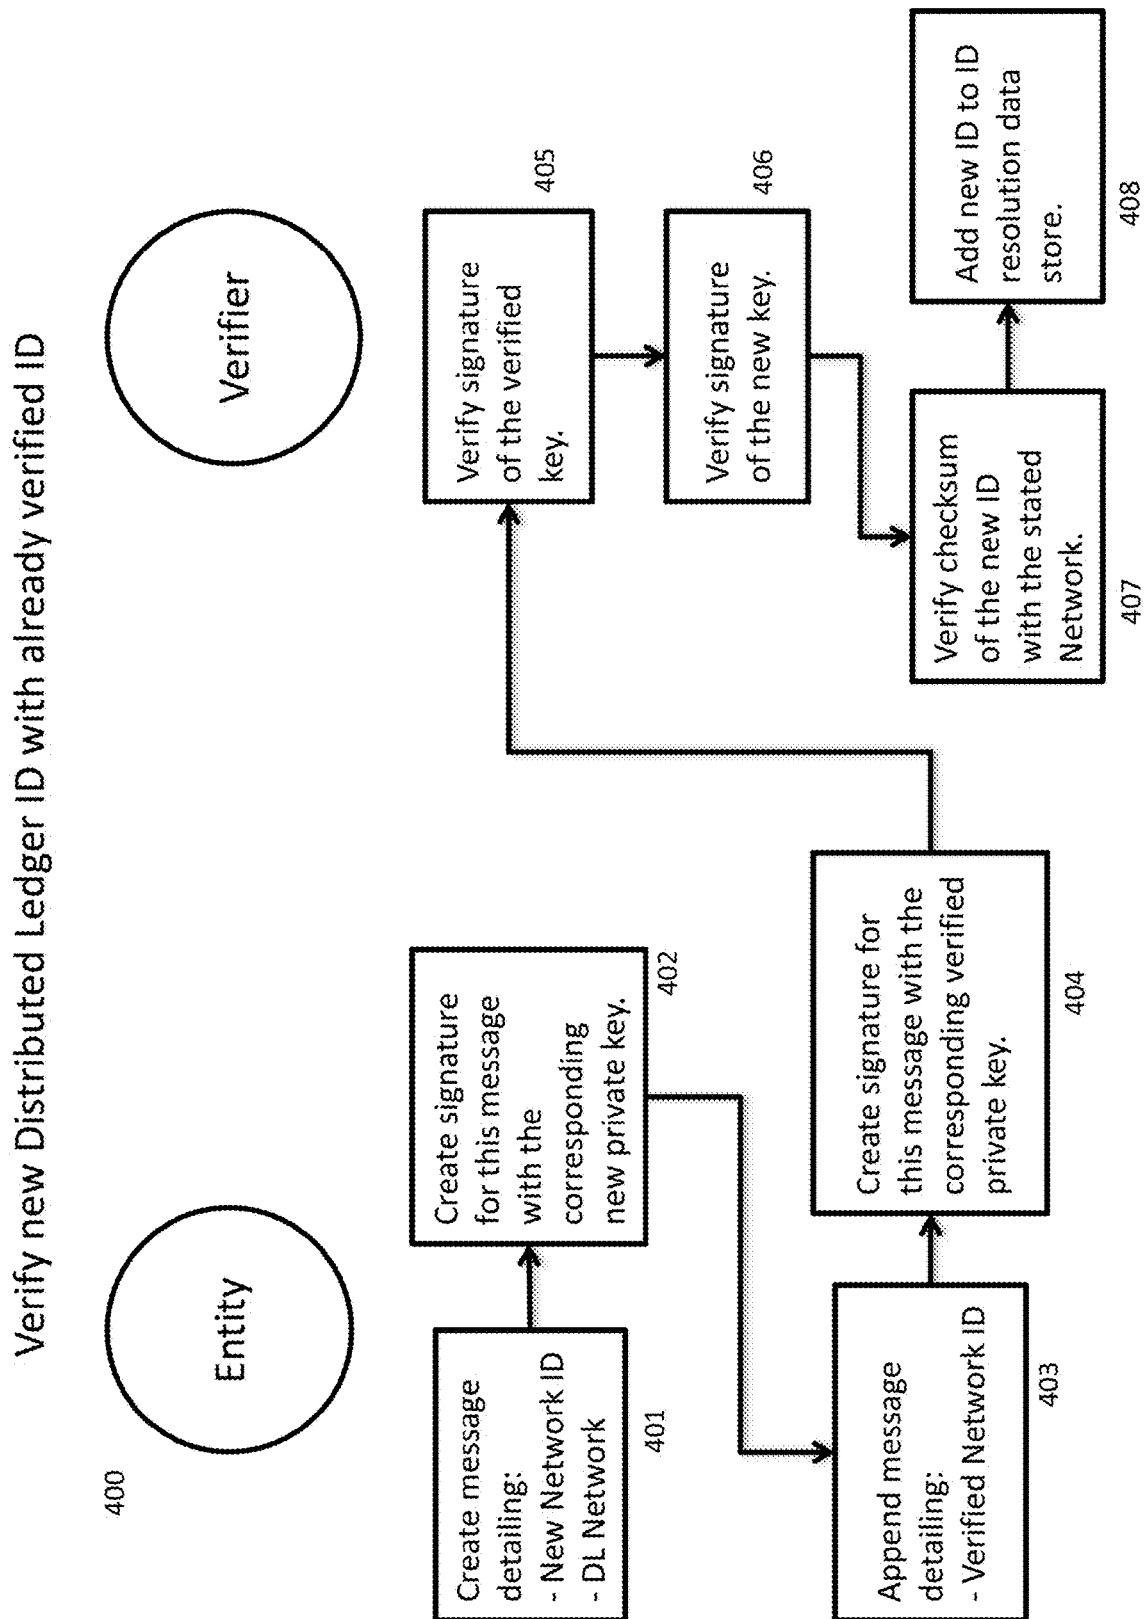 Verify new Distributed Ledger ID with already verified ID
400
Entity
Verifier
Create message
detailing:
- New Network ID
- DL Network
401
Create signature
for this message
with the
corresponding
new private key.
402
Append message
detailing:
- Verified Network ID
403
Create signature for
this message with the
corresponding verified
private key.
404
Verify signature
of the verified
key.
405
Verify signature
of the new key.
406
Verify checksum
of the new ID
with the stated
Network.
407
Add new ID to ID
resolution data
store.
408